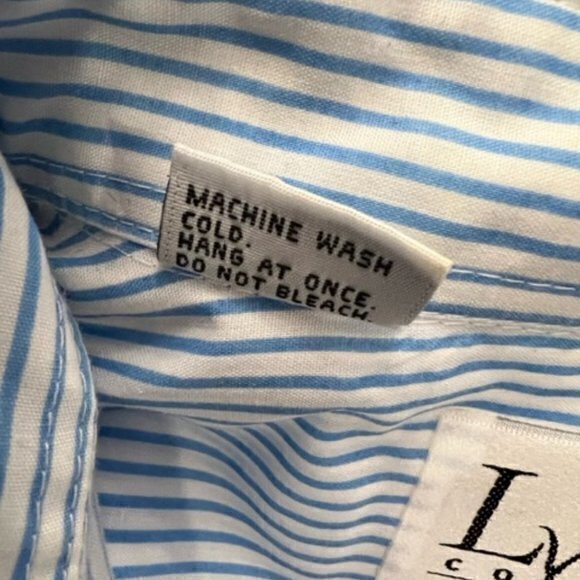 MACHINE WASH
COLD.
HANG AT ONCE.
DO NOT BLEACH.